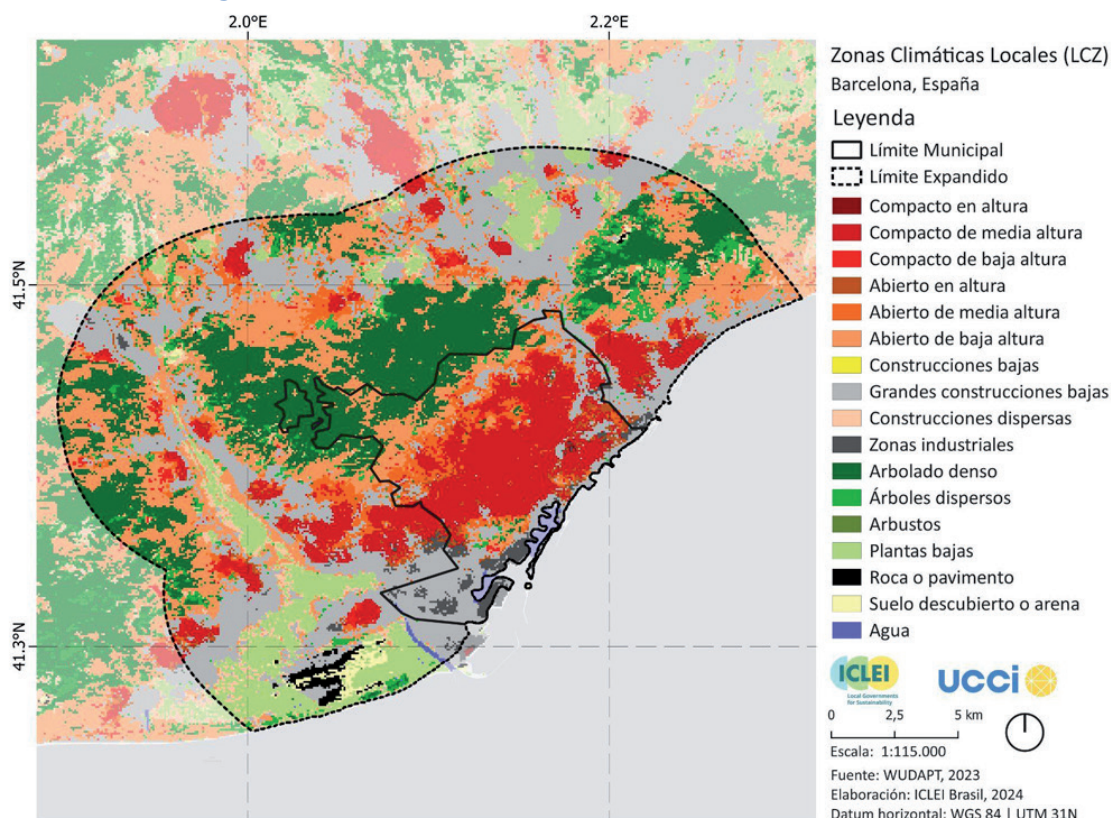 2.0°E
2.2°E
41.5°N
41.3°N
Zonas Climáticas Locales (LCZ)
Barcelona, España
Leyenda
Límite Municipal
Límite Expandido
Compacto en altura
Compacto de media altura
Compacto de baja altura
Abierto en altura
Abierto de media altura
Abierto de baja altura
Construcciones bajas
Grandes construcciones bajas
Construcciones dispersas
Zonas industriales
Arbolado denso
Árboles dispersos
Arbustos
Plantas bajas
Roca o pavimento
Suelo descubierto o arena
Agua
ICLEI
Local Governments
for Sustainability
UCCI
0 2,5 5 km
Escala: 1:115.000
Fuente: WUDAPT, 2023
Elaboración: ICLEI Brasil, 2024
Datum horizontal: WGS 84 | UTM 31N